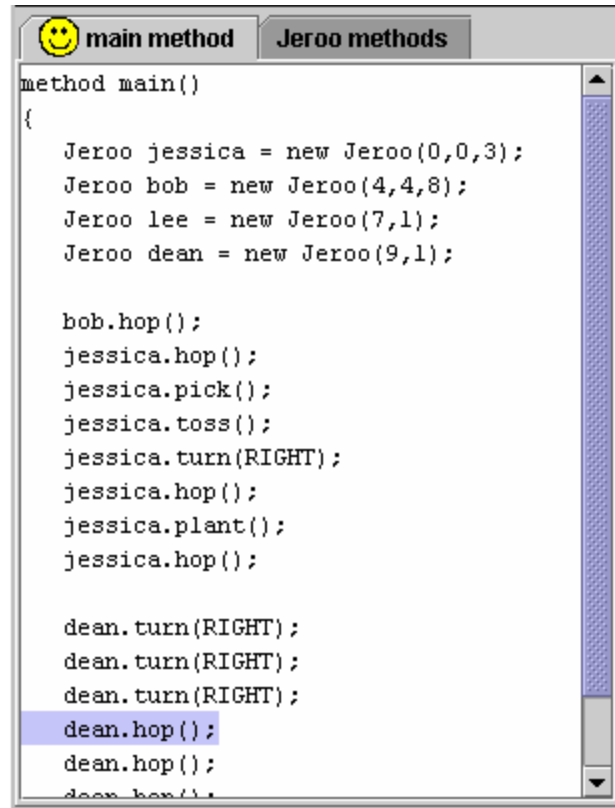 main method Jeroo methods
method main()
{
Jeroo jessica = new Jeroo(0,0,3);
Jeroo bob = new Jeroo(4,4,8);
Jeroo lee = new Jeroo(7,1);
Jeroo dean = new Jeroo(9,1);
bob.hop();
jessica.hop();
jessica.pick();
jessica.toss();
jessica.turn(RIGHT);
jessica.hop();
jessica.plant();
jessica.hop();
dean.turn(RIGHT);
dean.turn(RIGHT);
dean.turn(RIGHT);
dean.hop();
dean.hop();
dean.hop();